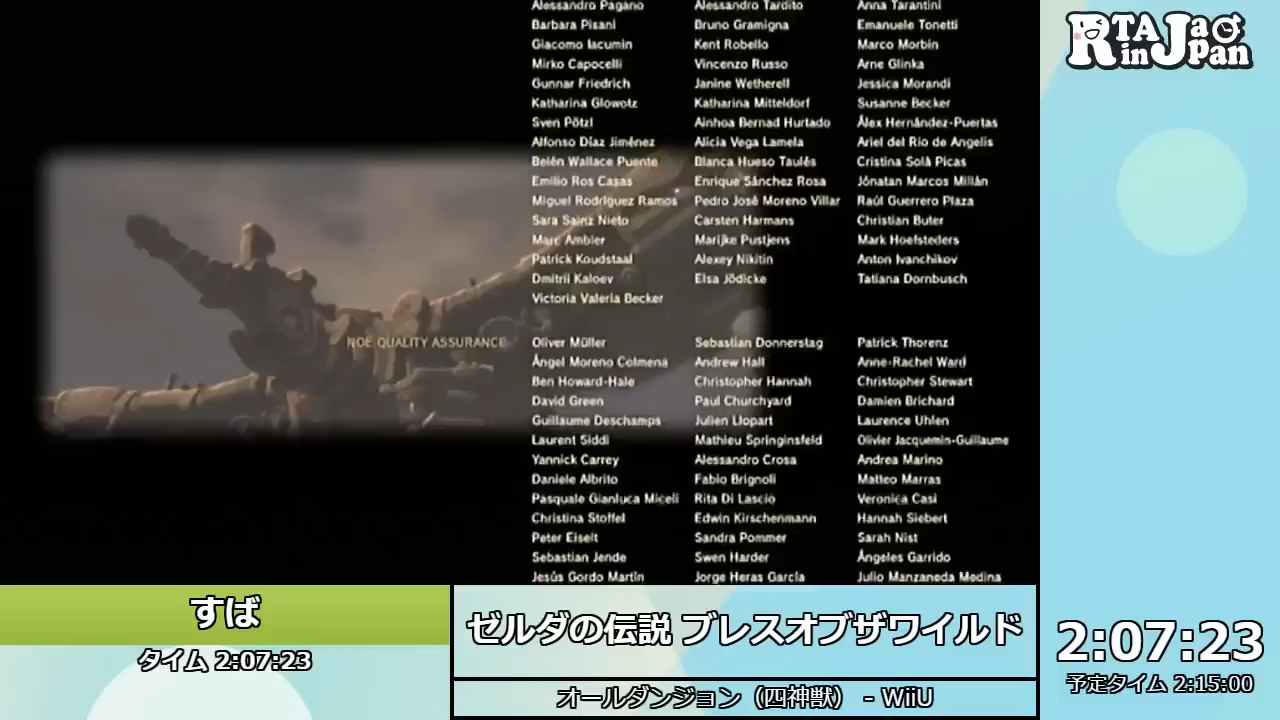 Alessandro Pagano Alessandro Tardito Anna Tarantini
Barbara Pisani Bruno Gramigna Emanuele Tonetti
Giacomo Iacumin Kent Robello Marco Morbin
Mirko Capocelli Vincenzo Russo Arne Glinka
Gunnar Friedrich Janine Wetherell Jessica Morandi
Katharina Glowotz Katharina Mitteldorf Susanne Becker
Sven Pötzl Ainhoa Bernad Hurtado Álex Hernández-Puertas
Alfonso Díaz Jiménez Alicia Vega Lamela Ariel del Río de Angelis
Belén Wallace Puente Blanca Hueso Taulés Cristina Solà Picas
Emilio Ros Casas Enrique Sánchez Rosa Jónatan Marcos Millán
Miguel Rodríguez Ramos Pedro José Moreno Villar Raúl Guerrero Plaza
Sara Sainz Nieto Carsten Harmans Christian Buter
Marc Ambler Marijke Pustjens Mark Hoefsteders
Patrick Koudstaal Alexey Nikitin Anton Ivanchikov
Dmitrii Kaloev Elsa Jödicke Tatiana Dornbusch
Victoria Valeria Becker
NOE QUALITY ASSURANCE Oliver Müller Sebastian Donnerstag Patrick Thorenz
Ángel Moreno Colmena Andrew Hall Anne-Rachel Ward
Ben Howard-Hale Christopher Hannah Christopher Stewart
David Green Paul Churchyard Damien Brichard
Guillaume Deschamps Julien Llopart Laurence Uhlen
Laurent Siddi Mathieu Springinsfeld Olivier Jacquemin-Guillaume
Yannick Carrey Alessandro Crosa Andrea Marino
Daniele Albrito Fabio Brignoli Matteo Marras
Pasquale Gianluca Miceli Rita Di Lascio Veronica Casi
Christina Stoffel Edwin Kirschenmann Hannah Siebert
Peter Eiselt Sandra Pommer Sarah Nist
Sebastian Jende Swen Harder Ángeles Garrido
Jesús Gordo Martín Jorge Heras García Julio Manzaneda Medina
RTA in Japan
すば
タイム 2:07:23
ゼルダの伝説 ブレスオブザワイルド
オールダンジョン（四神獣） - WiiU
2:07:23
予定タイム 2:15:00